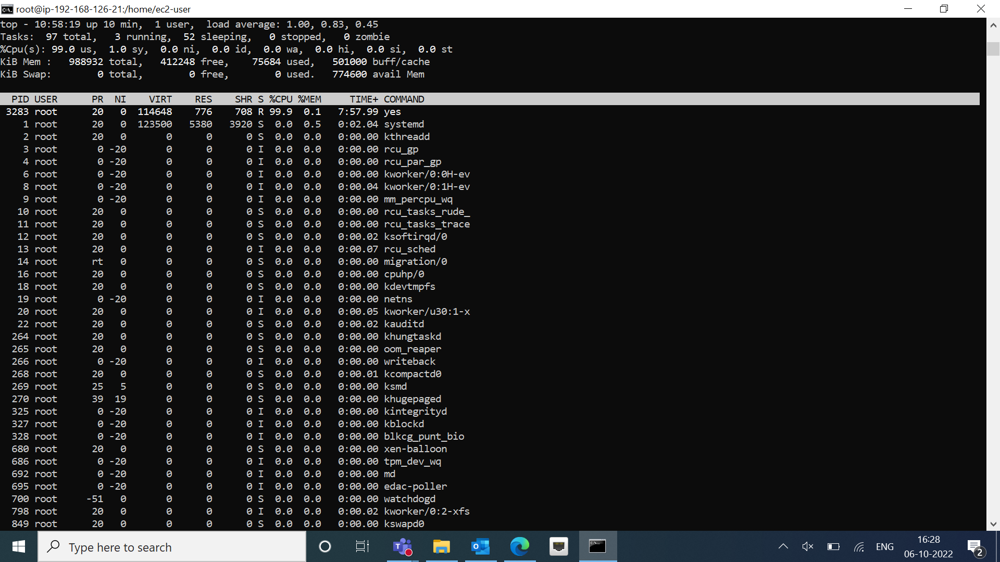 root@ip-192-168-126-21:/home/ec2-user
top - 10:58:19 up 10 min,  1 user,  load average: 1.00, 0.83, 0.45
Tasks:  97 total,   3 running,  52 sleeping,   0 stopped,   0 zombie
%Cpu(s): 99.0 us,  1.0 sy,  0.0 ni,  0.0 id,  0.0 wa,  0.0 hi,  0.0 si,  0.0 st
KiB Mem :   988932 total,   412248 free,    75684 used,   501000 buff/cache
KiB Swap:        0 total,        0 free,        0 used.   774600 avail Mem
PID USER      PR  NI    VIRT    RES    SHR S %CPU %MEM     TIME+ COMMAND
3283 root      20   0  114648    776    708 R 99.9  0.1   7:57.99 yes
1 root      20   0  123500   5380   3920 S  0.0  0.5   0:02.04 systemd
2 root      20   0       0      0      0 S  0.0  0.0   0:00.00 kthreadd
3 root       0 -20       0      0      0 I  0.0  0.0   0:00.00 rcu_gp
4 root       0 -20       0      0      0 I  0.0  0.0   0:00.00 rcu_par_gp
6 root       0 -20       0      0      0 I  0.0  0.0   0:00.00 kworker/0:0H-ev
8 root       0 -20       0      0      0 I  0.0  0.0   0:00.04 kworker/0:1H-ev
9 root       0 -20       0      0      0 I  0.0  0.0   0:00.00 mm_percpu_wq
10 root      20   0       0      0      0 S  0.0  0.0   0:00.00 rcu_tasks_rude_
11 root      20   0       0      0      0 S  0.0  0.0   0:00.00 rcu_tasks_trace
12 root      20   0       0      0      0 S  0.0  0.0   0:00.02 ksoftirqd/0
13 root      20   0       0      0      0 I  0.0  0.0   0:00.07 rcu_sched
14 root      rt   0       0      0      0 S  0.0  0.0   0:00.00 migration/0
16 root      20   0       0      0      0 S  0.0  0.0   0:00.00 cpuhp/0
18 root      20   0       0      0      0 S  0.0  0.0   0:00.00 kdevtmpfs
19 root       0 -20       0      0      0 I  0.0  0.0   0:00.00 netns
20 root      20   0       0      0      0 I  0.0  0.0   0:00.05 kworker/u30:1-x
22 root      20   0       0      0      0 S  0.0  0.0   0:00.02 kauditd
264 root      20   0       0      0      0 S  0.0  0.0   0:00.00 khungtaskd
265 root      20   0       0      0      0 S  0.0  0.0   0:00.00 oom_reaper
266 root       0 -20       0      0      0 I  0.0  0.0   0:00.00 writeback
268 root      20   0       0      0      0 S  0.0  0.0   0:00.01 kcompactd0
269 root      25   5       0      0      0 S  0.0  0.0   0:00.00 ksmd
270 root      39  19       0      0      0 S  0.0  0.0   0:00.00 khugepaged
325 root       0 -20       0      0      0 I  0.0  0.0   0:00.00 kintegrityd
327 root       0 -20       0      0      0 I  0.0  0.0   0:00.00 kblockd
328 root       0 -20       0      0      0 I  0.0  0.0   0:00.00 blkcg_punt_bio
680 root      20   0       0      0      0 S  0.0  0.0   0:00.00 xen-balloon
686 root       0 -20       0      0      0 I  0.0  0.0   0:00.00 tpm_dev_wq
692 root       0 -20       0      0      0 I  0.0  0.0   0:00.00 md
695 root       0 -20       0      0      0 I  0.0  0.0   0:00.00 edac-poller
700 root     -51   0       0      0      0 S  0.0  0.0   0:00.00 watchdogd
798 root      20   0       0      0      0 I  0.0  0.0   0:00.02 kworker/0:2-xfs
849 root      20   0       0      0      0 S  0.0  0.0   0:00.00 kswapd0
Type here to search
ENG
16:28
06-10-2022
2